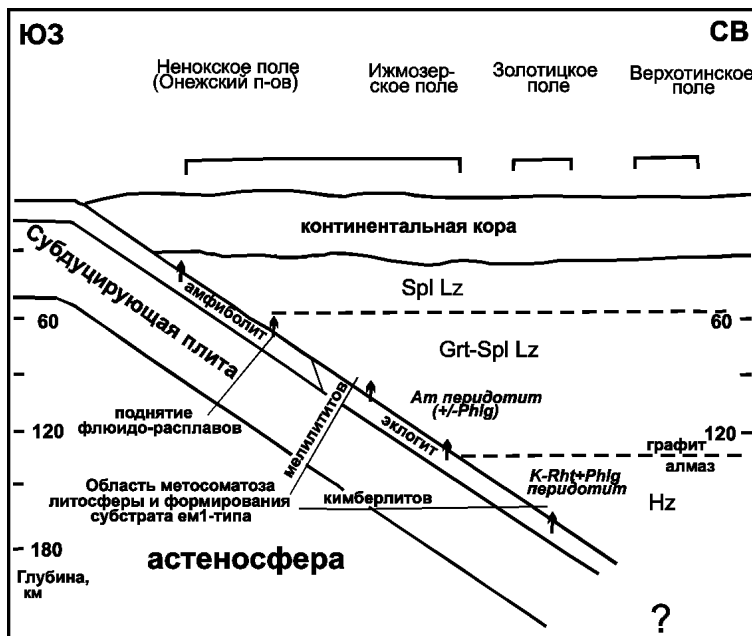 ЮЗ
СВ
Ненокское поле
(Онежский п-ов)
Ижмозер-
ское поле
Золотицкое
поле
Верхотинское
поле
континентальная кора
Субдуцирующая плита
амфиболит
Spl Lz
60
60
Grt-Spl Lz
поднятие
флюидо-расплавов
мелилититов
эклогит
Am перидотит
(+/-Phlg)
120
120
графит
алмаз
Область метосоматоза
литосферы и формирования
субстрата ем1-типа
кимберлитов
K-Rht+Phlg
перидотит
Hz
180
астеносфера
Глубина,
км
?